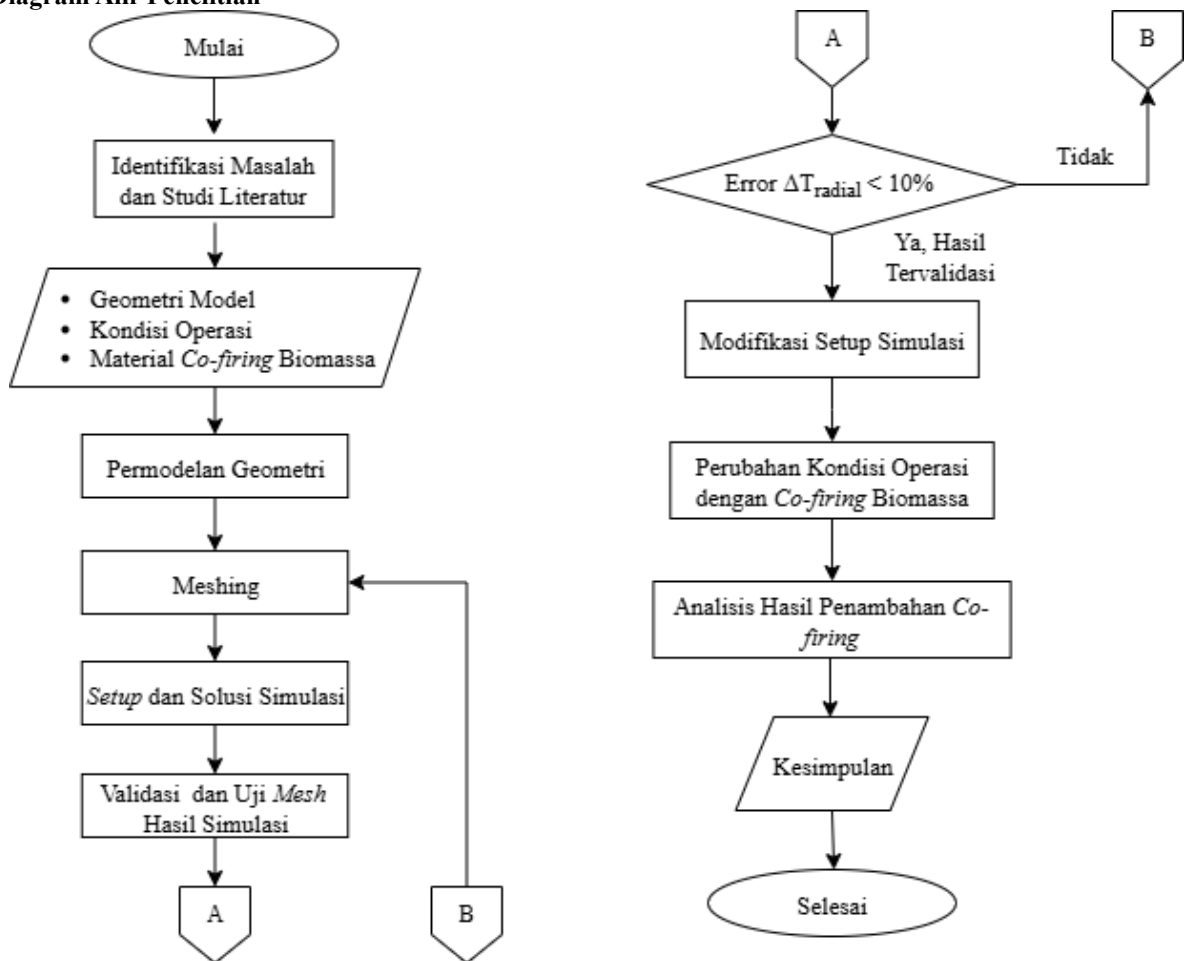 Diagram Alir Penelitian
Mulai
Identifikasi Masalah
dan Studi Literatur
• Geometri Model
• Kondisi Operasi
• Material Co-firing Biomassa
Permodelan Geometri
Meshing
Setup dan Solusi Simulasi
Validasi dan Uji Mesh
Hasil Simulasi
A
B
A
B
Error ΔTradial < 10%
Tidak
Ya, Hasil
Tervalidasi
Modifikasi Setup Simulasi
Perubahan Kondisi Operasi
dengan Co-firing Biomassa
Analisis Hasil Penambahan Co-
firing
Kesimpulan
Selesai